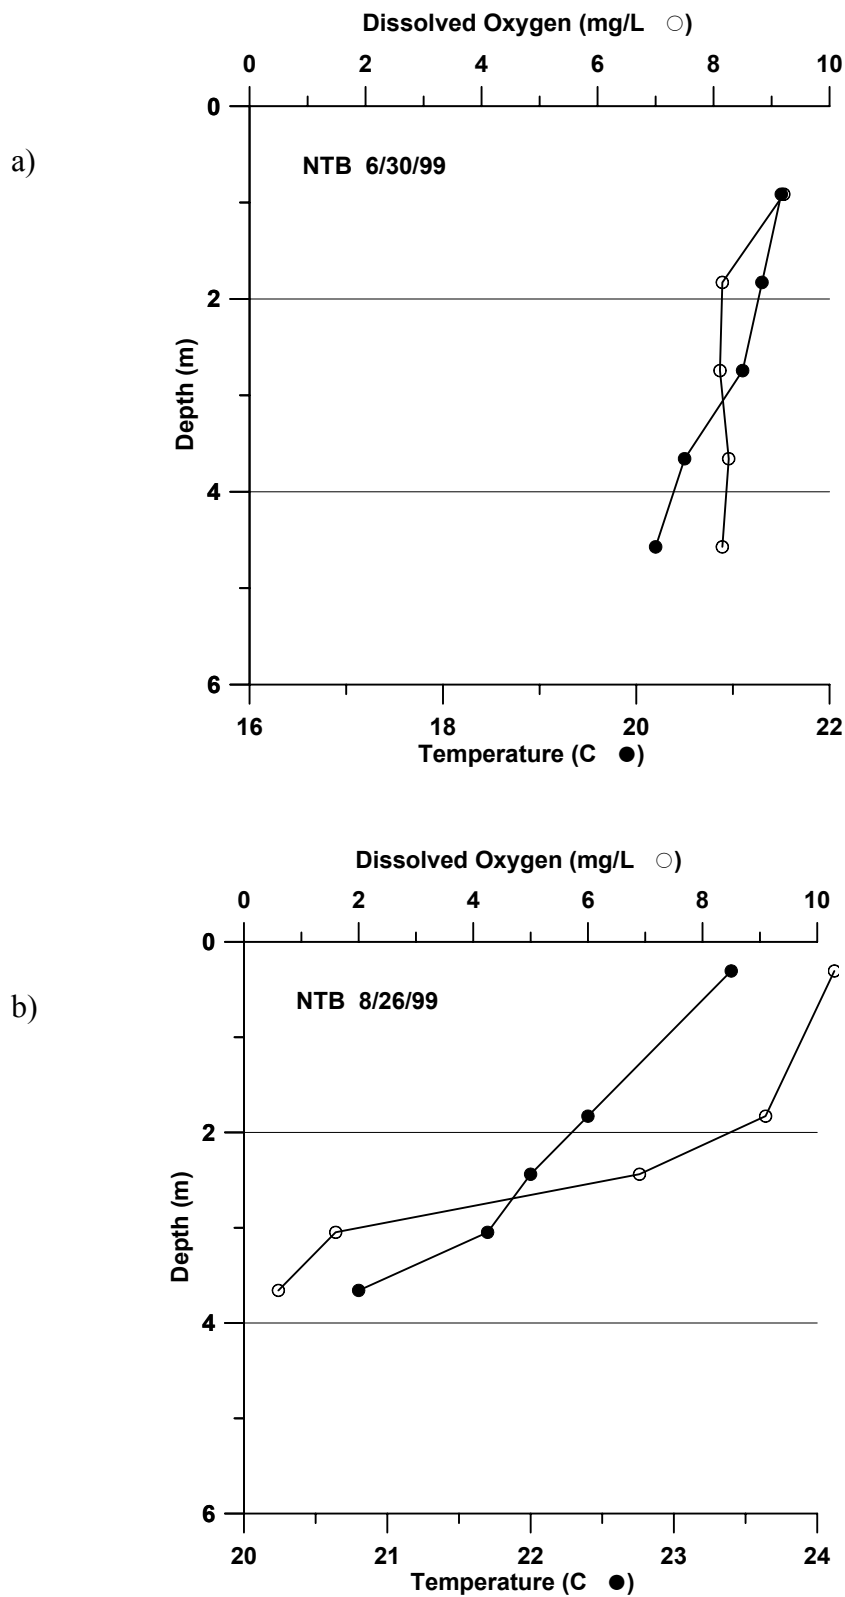 Dissolved Oxygen (mg/L ○)
0 2 4 6 8 10
0
a)
NTB 6/30/99
2
Depth (m)
4
6
16 18 20 22
Temperature (C ●)
Dissolved Oxygen (mg/L ○)
0 2 4 6 8 10
0
b)
NTB 8/26/99
2
Depth (m)
4
6
20 21 22 23 24
Temperature (C ●)